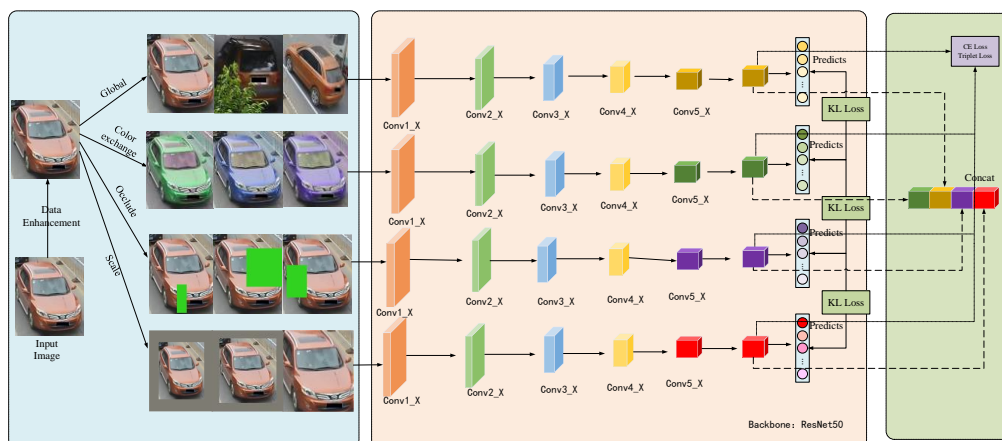 Global
Color
exchange
Occlude
Scale
Data
Enhancement
Input
Image
Conv1_X
Conv2_X
Conv3_X
Conv4_X
Conv5_X
Predicts
KL Loss
Conv1_X
Conv2_X
Conv3_X
Conv4_X
Conv5_X
Predicts
KL Loss
Conv1_X
Conv2_X
Conv3_X
Conv4_X
Conv5_X
Predicts
KL Loss
Conv1_X
Conv2_X
Conv3_X
Conv4_X
Conv5_X
Predicts
Backbone: ResNet50
CE Loss
Triplet Loss
Concat